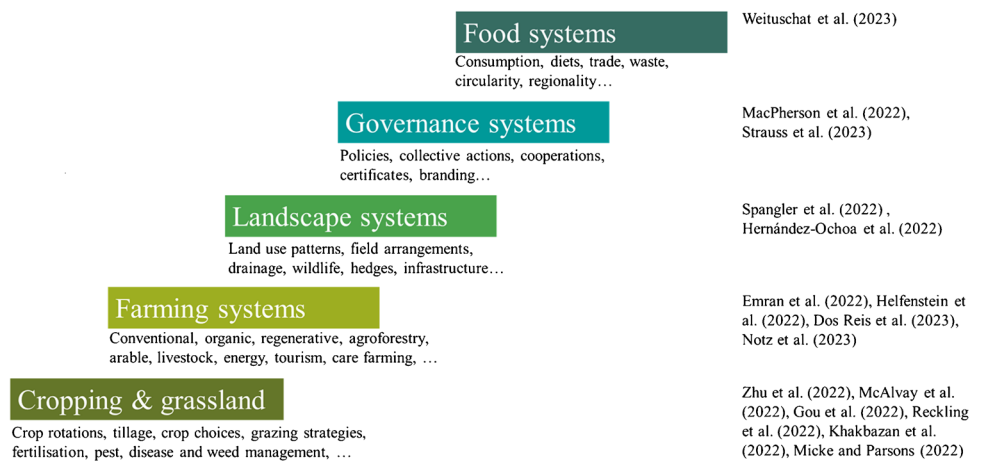 Food systems
Weituschat et al. (2023)
Consumption, diets, trade, waste,
circularity, regionality…
Governance systems
MacPherson et al. (2022),
Strauss et al. (2023)
Policies, collective actions, cooperations,
certificates, branding…
Landscape systems
Spangler et al. (2022) ,
Hernández-Ochoa et al. (2022)
Land use patterns, field arrangements,
drainage, wildlife, hedges, infrastructure…
Farming systems
Emran et al. (2022), Helfenstein et
al. (2022), Dos Reis et al. (2023),
Notz et al. (2023)
Conventional, organic, regenerative, agroforestry,
arable, livestock, energy, tourism, care farming, …
Cropping & grassland
Zhu et al. (2022), McAlvay et al.
(2022), Gou et al. (2022), Reckling
et al. (2022), Khakbazan et al.
(2022), Micke and Parsons (2022)
Crop rotations, tillage, crop choices, grazing strategies,
fertilisation, pest, disease and weed management, …